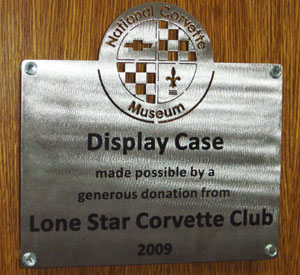 National Corvette
Museum
Display Case
made possible by a
generous donation from
Lone Star Corvette Club
2009